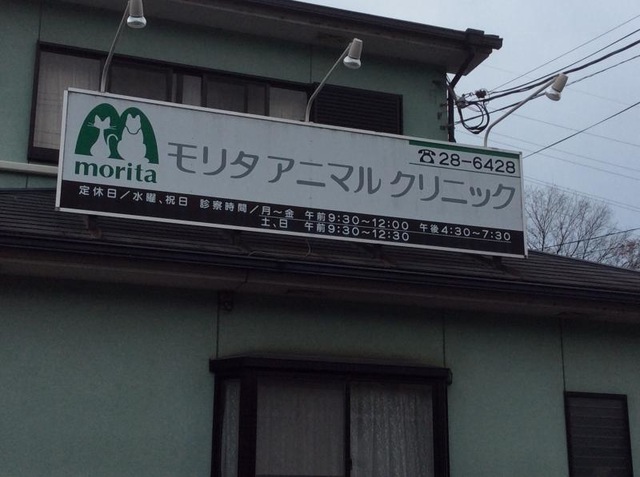 morita
モリタ アニマル クリニック
☎28-6428
定休日／水曜、祝日 診察時間／月～金 午前9:30～12:00 午後4:30～7:30
土、日 午前9:30～12:30